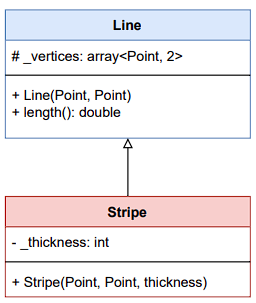 Line
# _vertices: array<Point, 2>
+ Line(Point, Point)
+ length(): double
Stripe
- _thickness: int
+ Stripe(Point, Point, thickness)